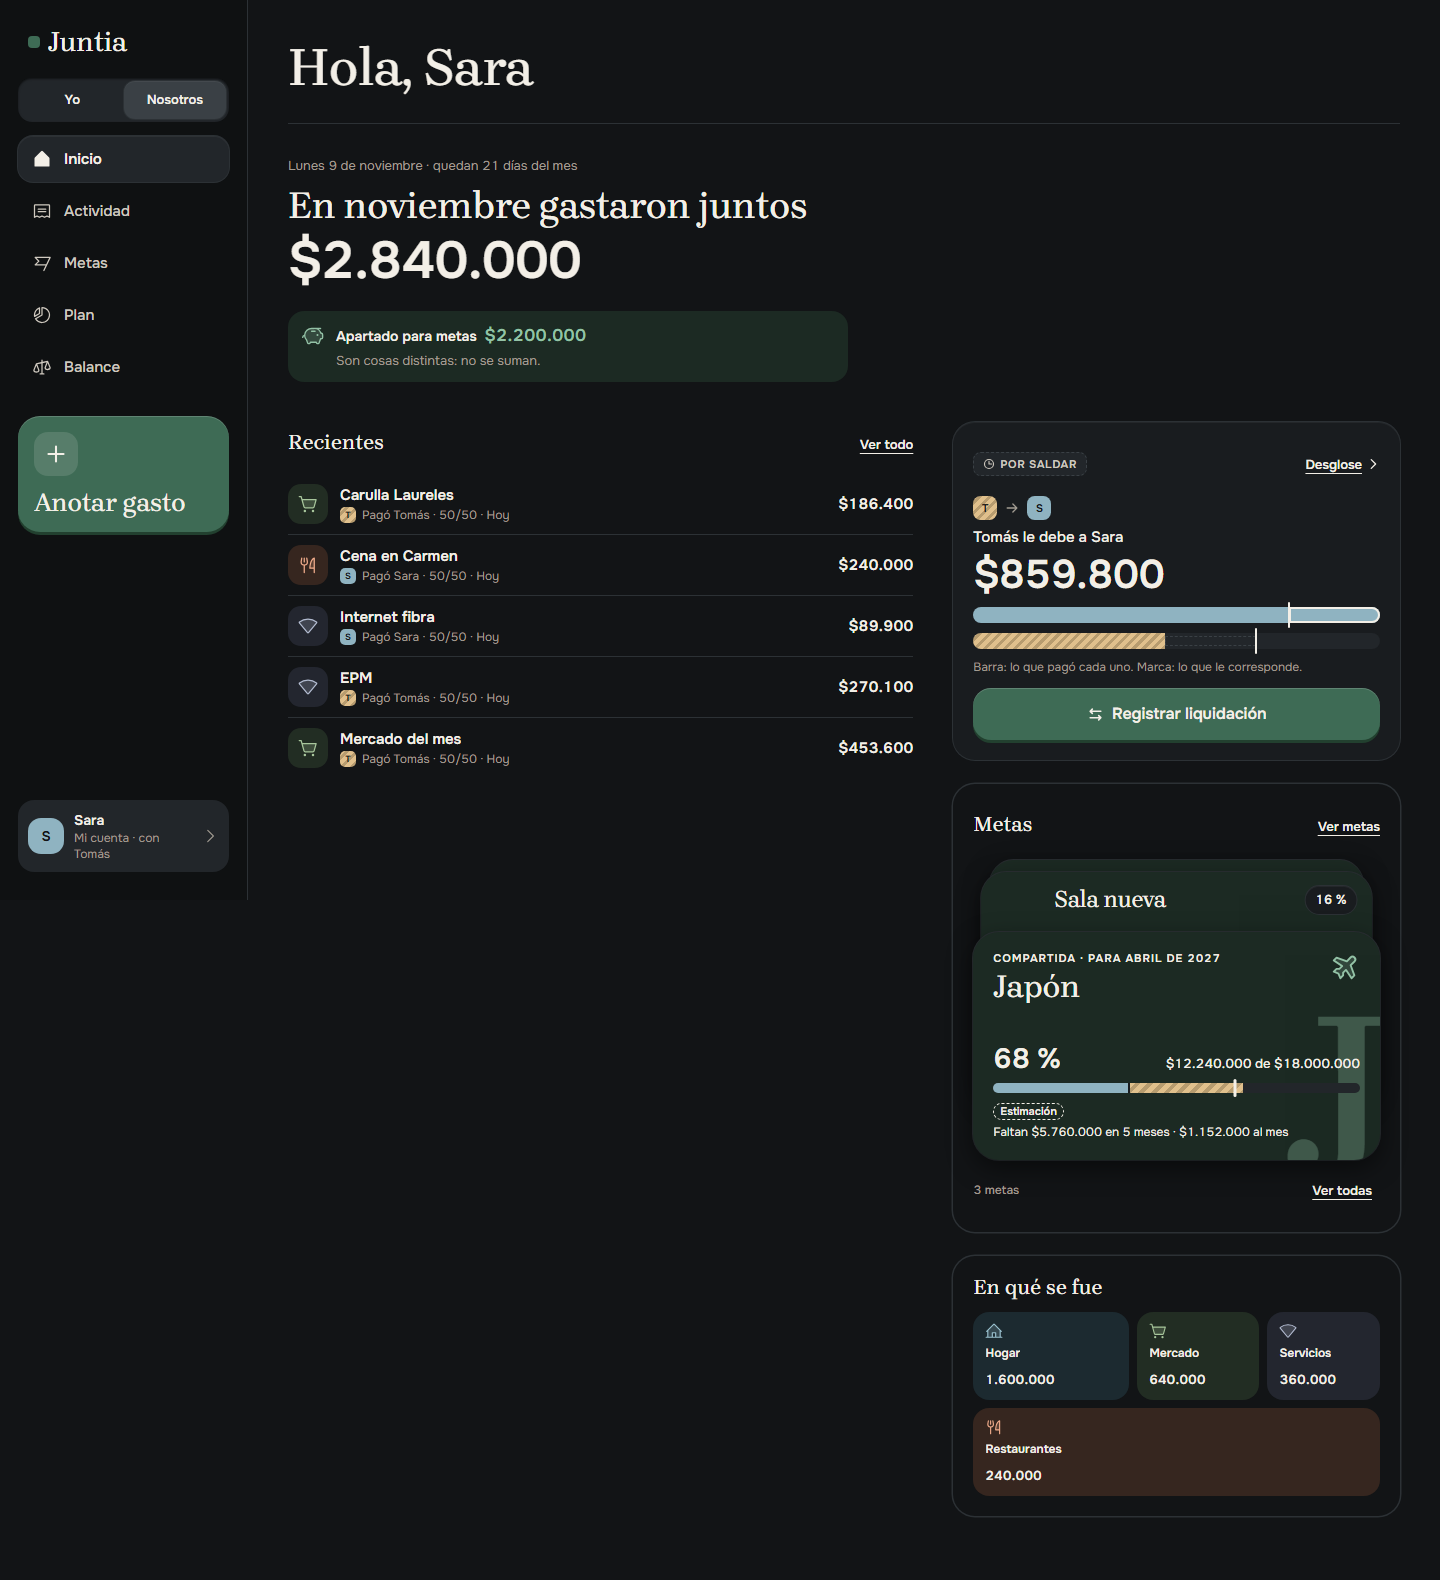 Juntia
Yo
Nosotros
Inicio
Actividad
Metas
Plan
Balance
Anotar gasto
S
Sara
Mi cuenta · con
Tomás
Hola, Sara
Lunes 9 de noviembre · quedan 21 días del mes
En noviembre gastaron juntos
$2.840.000
Apartado para metas $2.200.000
Son cosas distintas: no se suman.
Recientes
Ver todo
Carulla Laureles
T Pagó Tomás · 50/50 · Hoy
$186.400
Cena en Carmen
S Pagó Sara · 50/50 · Hoy
$240.000
Internet fibra
S Pagó Sara · 50/50 · Hoy
$89.900
EPM
T Pagó Tomás · 50/50 · Hoy
$270.100
Mercado del mes
T Pagó Tomás · 50/50 · Hoy
$453.600
POR SALDAR
Desglose
T → S
Tomás le debe a Sara
$859.800
Barra: lo que pagó cada uno. Marca: lo que le corresponde.
Registrar liquidación
Metas
Ver metas
Sala nueva
16 %
COMPARTIDA · PARA ABRIL DE 2027
Japón
J
68 %
$12.240.000 de $18.000.000
Estimación
Faltan $5.760.000 en 5 meses · $1.152.000 al mes
3 metas
Ver todas
En qué se fue
Hogar
1.600.000
Mercado
640.000
Servicios
360.000
Restaurantes
240.000